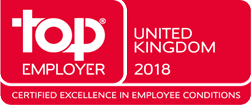 top®
EMPLOYER
UNITED
KINGDOM
2018
CERTIFIED EXCELLENCE IN EMPLOYEE CONDITIONS